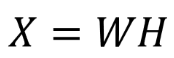 X = WH